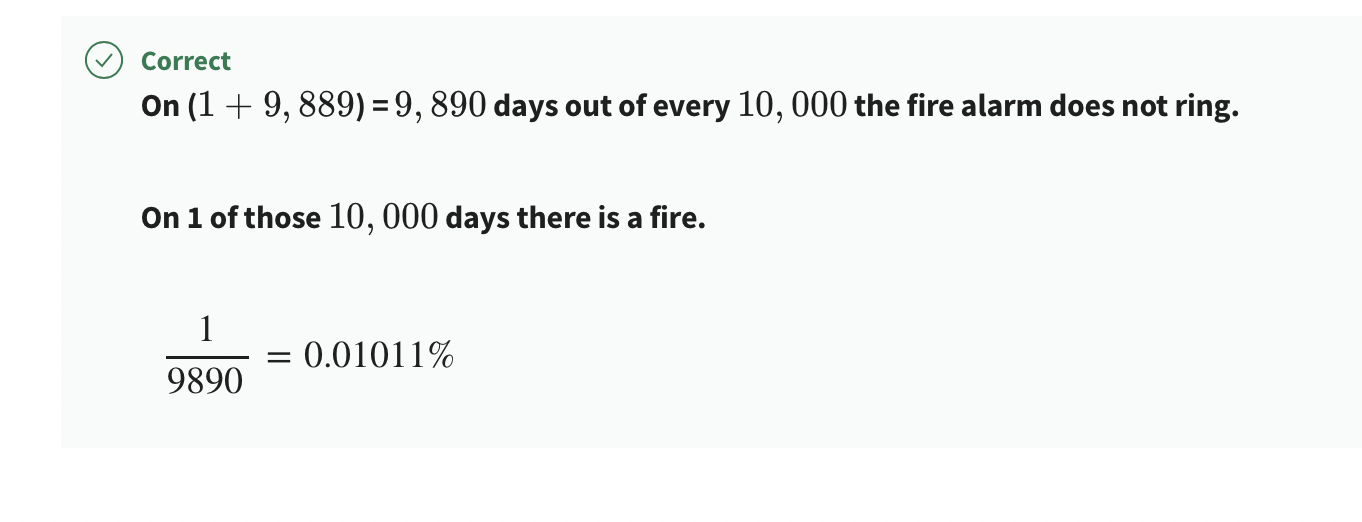 Correct
On (1 + 9, 889) = 9, 890 days out of every 10, 000 the fire alarm does not ring.
On 1 of those 10, 000 days there is a fire.
1
9890
= 0.01011%